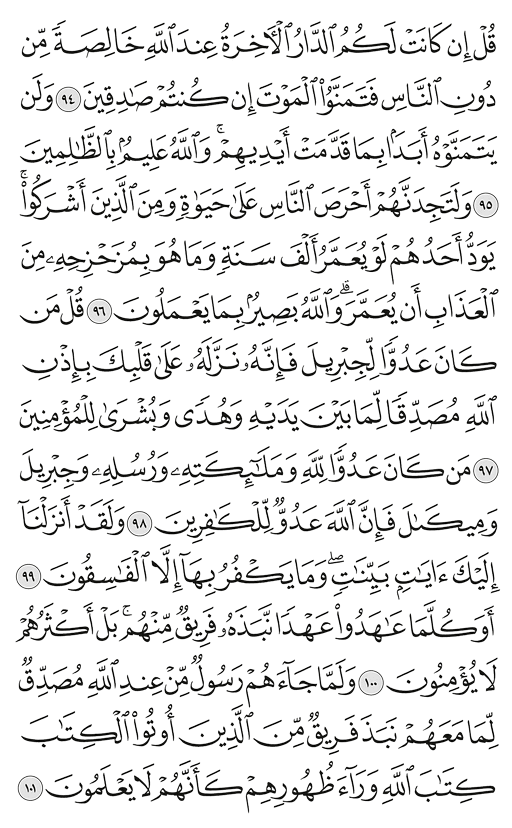 قُلۡ إِن كَانَتۡ لَكُمُ ٱلدَّارُ ٱلۡأٓخِرَةُ عِندَ ٱللَّهِ خَالِصَةٗ مِّن
دُونِ ٱلنَّاسِ فَتَمَنَّوُاْ ٱلۡمَوۡتَ إِن كُنتُمۡ صَٰدِقِينَ ٩٤ وَلَن
يَتَمَنَّوۡهُ أَبَدَۢا بِمَا قَدَّمَتۡ أَيۡدِيهِمۡۚ وَٱللَّهُ عَلِيمُۢ بِٱلظَّٰلِمِينَ
٩٥ وَلَتَجِدَنَّهُمۡ أَحۡرَصَ ٱلنَّاسِ عَلَىٰ حَيَوٰةٖ وَمِنَ ٱلَّذِينَ أَشۡرَكُواْۚ
يَوَدُّ أَحَدُهُمۡ لَوۡ يُعَمَّرُ أَلۡفَ سَنَةٖ وَمَا هُوَ بِمُزَحۡزِحِهِۦ مِنَ
ٱلۡعَذَابِ أَن يُعَمَّرَۗ وَٱللَّهُ بَصِيرُۢ بِمَا يَعۡمَلُونَ ٩٦ قُلۡ مَن
كَانَ عَدُوّٗا لِّجِبۡرِيلَ فَإِنَّهُۥ نَزَّلَهُۥ عَلَىٰ قَلۡبِكَ بِإِذۡنِ
ٱللَّهِ مُصَدِّقٗا لِّمَا بَيۡنَ يَدَيۡهِ وَهُدٗى وَبُشۡرَىٰ لِلۡمُؤۡمِنِينَ
٩٧ مَن كَانَ عَدُوّٗا لِّلَّهِ وَمَلَٰٓئِكَتِهِۦ وَرُسُلِهِۦ وَجِبۡرِيلَ
وَمِيكَىٰلَ فَإِنَّ ٱللَّهَ عَدُوّٞ لِّلۡكَٰفِرِينَ ٩٨ وَلَقَدۡ أَنزَلۡنَآ
إِلَيۡكَ ءَايَٰتِۭ بَيِّنَٰتٖۖ وَمَا يَكۡفُرُ بِهَآ إِلَّا ٱلۡفَٰسِقُونَ ٩٩
أَوَكُلَّمَا عَٰهَدُواْ عَهۡدٗا نَّبَذَهُۥ فَرِيقٞ مِّنۡهُمۚ بَلۡ أَكۡثَرُهُمۡ
لَا يُؤۡمِنُونَ ١٠٠ وَلَمَّا جَآءَهُمۡ رَسُولٞ مِّنۡ عِندِ ٱللَّهِ مُصَدِّقٞ
لِّمَا مَعَهُمۡ نَبَذَ فَرِيقٞ مِّنَ ٱلَّذِينَ أُوتُواْ ٱلۡكِتَٰبَ
كِتَٰبَ ٱللَّهِ وَرَآءَ ظُهُورِهِمۡ كَأَنَّهُمۡ لَا يَعۡلَمُونَ ١٠١